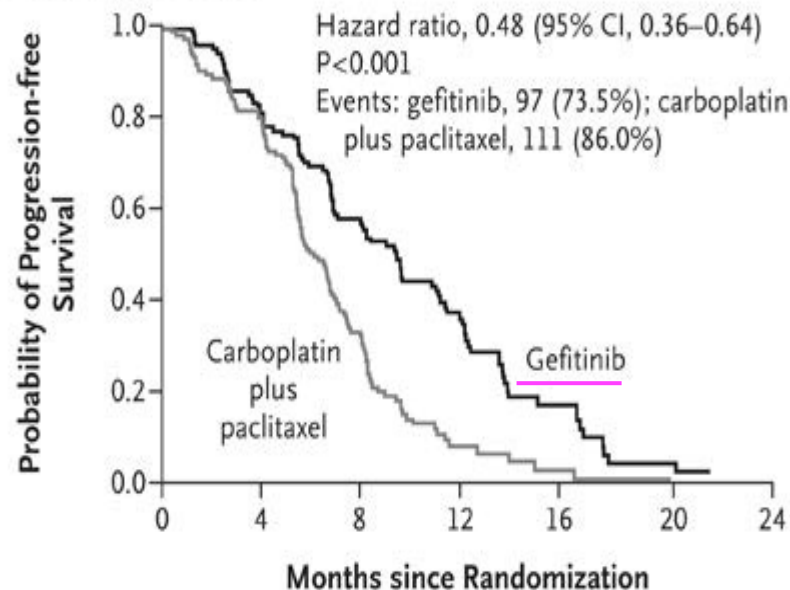 Hazard ratio, 0.48 (95% CI, 0.36–0.64)
P<0.001
Events: gefitinib, 97 (73.5%); carboplatin
plus paclitaxel, 111 (86.0%)
Probability of Progression-free
Survival
1.0
0.8
0.6
0.4
0.2
0.0
Carboplatin
plus
paclitaxel
Gefitinib
0 4 8 12 16 20 24
Months since Randomization